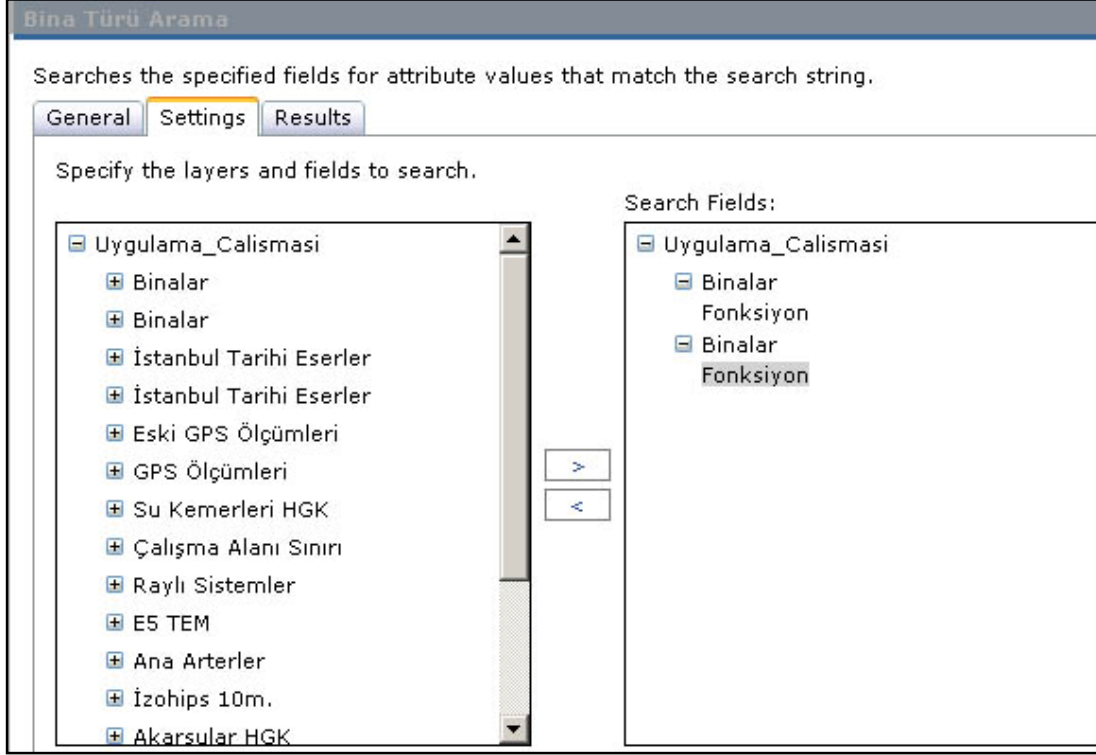 Bina Türü Arama
Searches the specified fields for attribute values that match the search string.
General Settings Results
Specify the layers and fields to search.
Uygulama_Calismasi
Binalar
Binalar
İstanbul Tarihi Eserler
İstanbul Tarihi Eserler
Eski GPS Ölçümleri
GPS Ölçümleri
Su Kemerleri HGK
Çalışma Alanı Sınırı
Raylı Sistemler
E5 TEM
Ana Arterler
İzohips 10m.
Akarsular HGK
>
<
Search Fields:
Uygulama_Calismasi
Binalar
Fonksiyon
Binalar
Fonksiyon